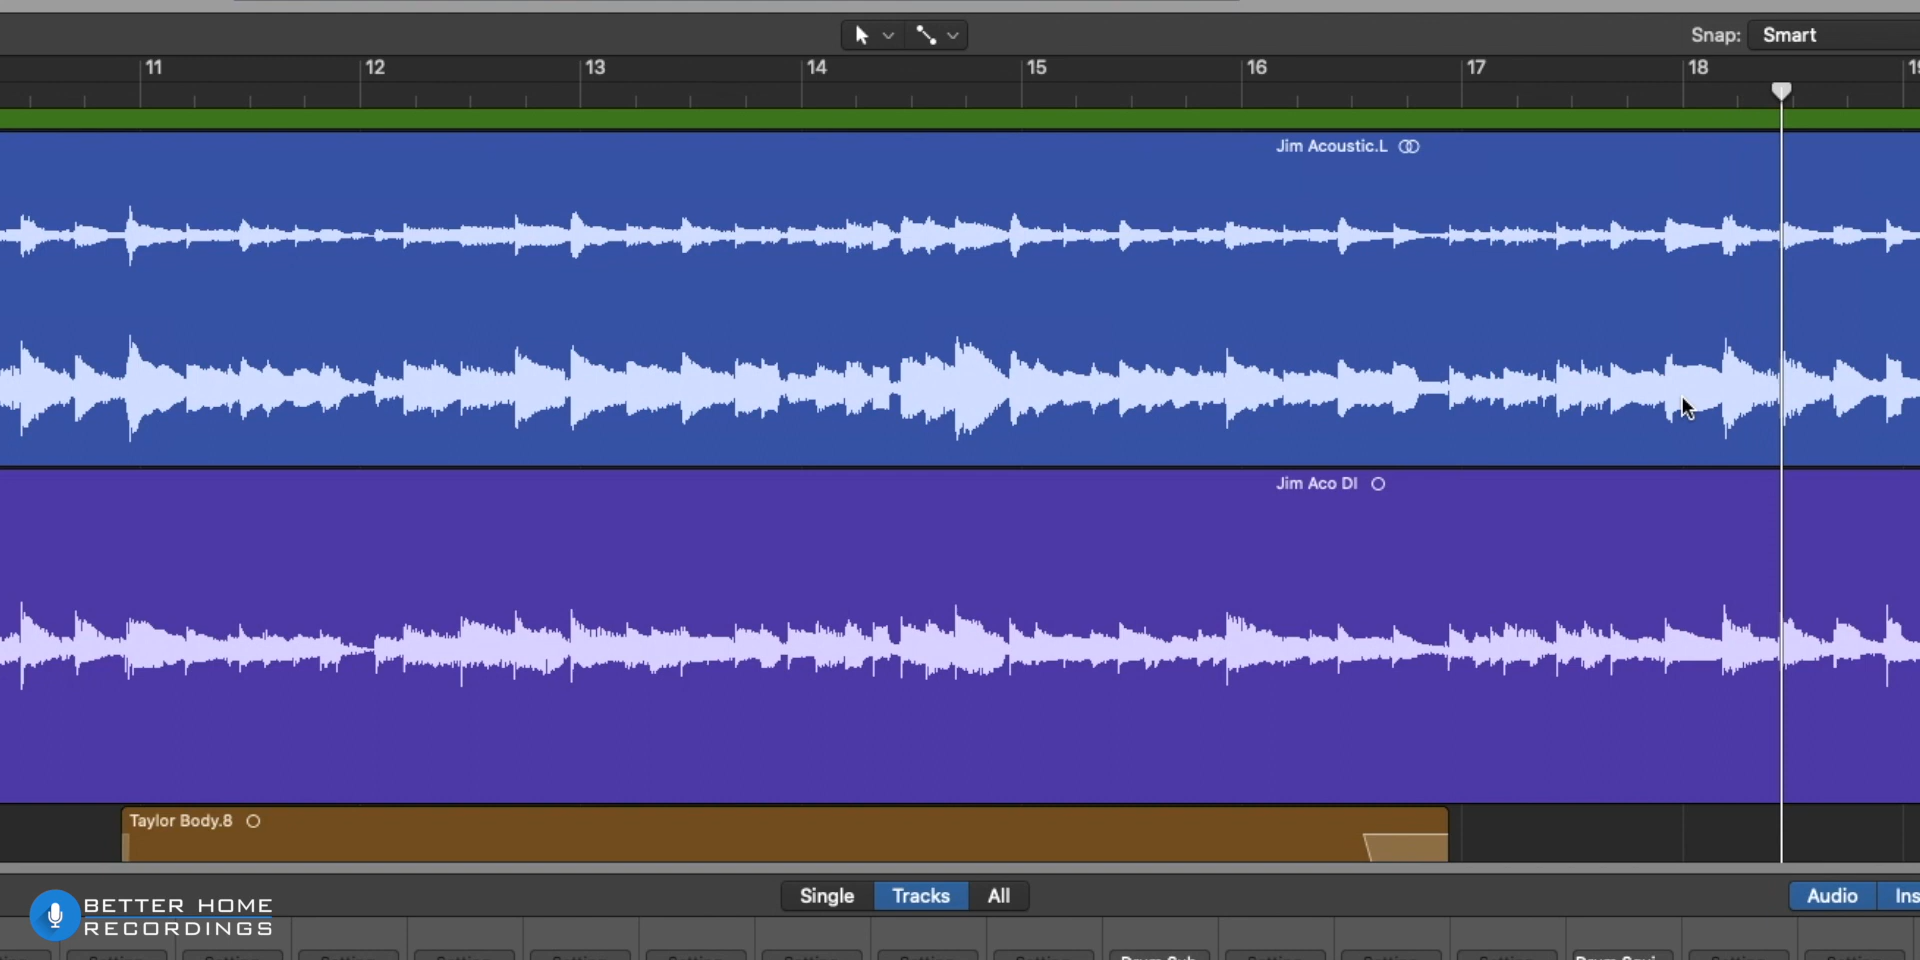 Snap: Smart
11 12 13 14 15 16 17 18
Jim Acoustic.L
Jim Aco DI
Taylor Body.8
Single Tracks All Audio
BETTER HOME
RECORDINGS